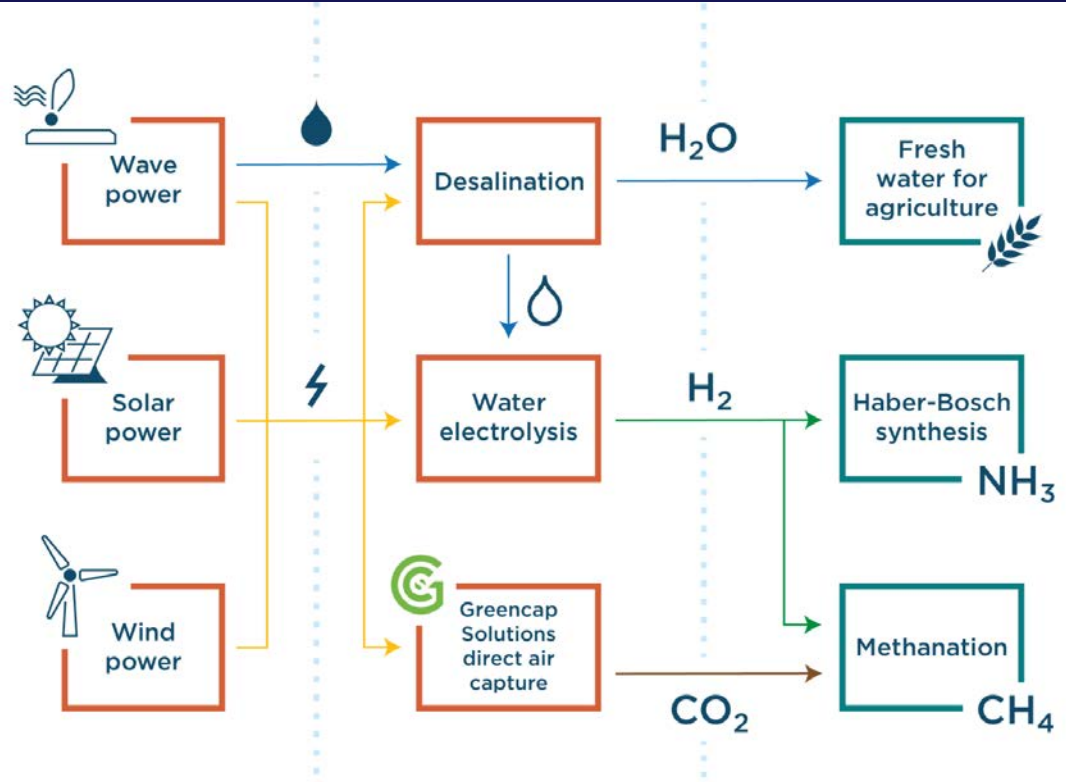 Wave
power
Desalination
H₂O
Fresh
water for
agriculture
Solar
power
Water
electrolysis
H₂
Haber-Bosch
synthesis
NH₃
Wind
power
Greencap
Solutions
direct air
capture
CO₂
Methanation
CH₄